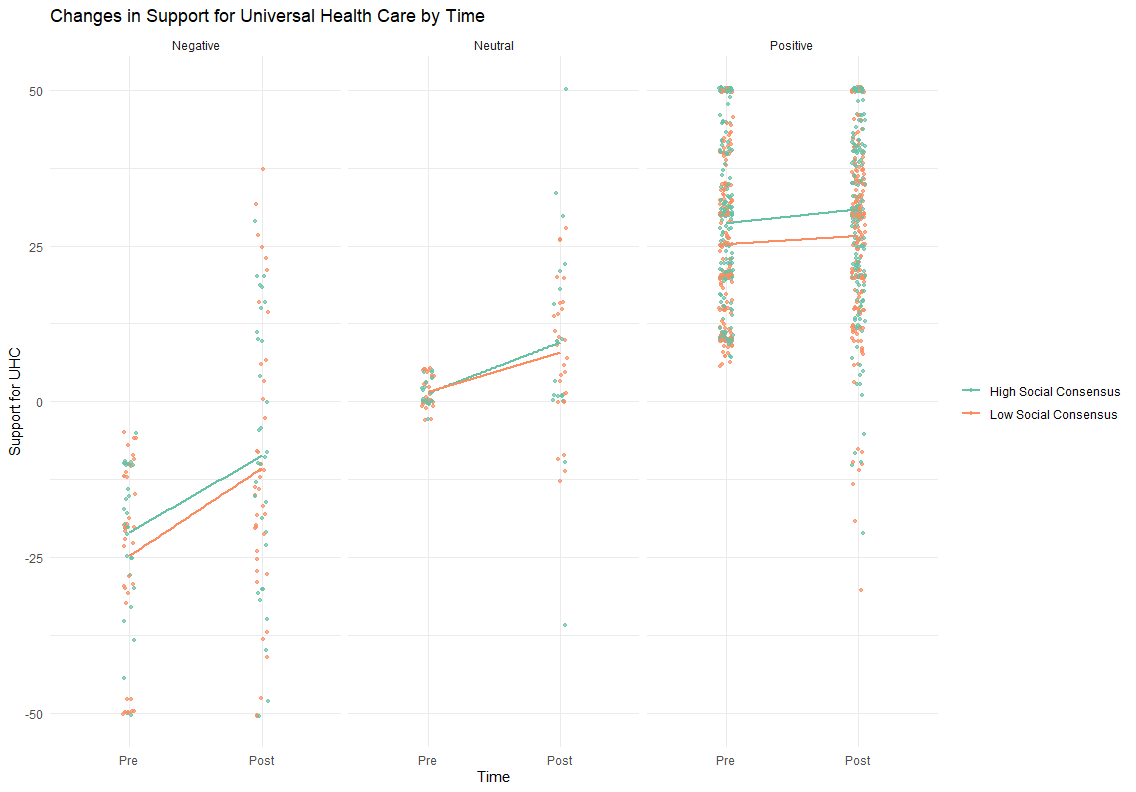 Changes in Support for Universal Health Care by Time
Negative
Neutral
Positive
50
25
0
-25
-50
Support for UHC
Pre
Post
Pre
Post
Pre
Post
Time
High Social Consensus
Low Social Consensus